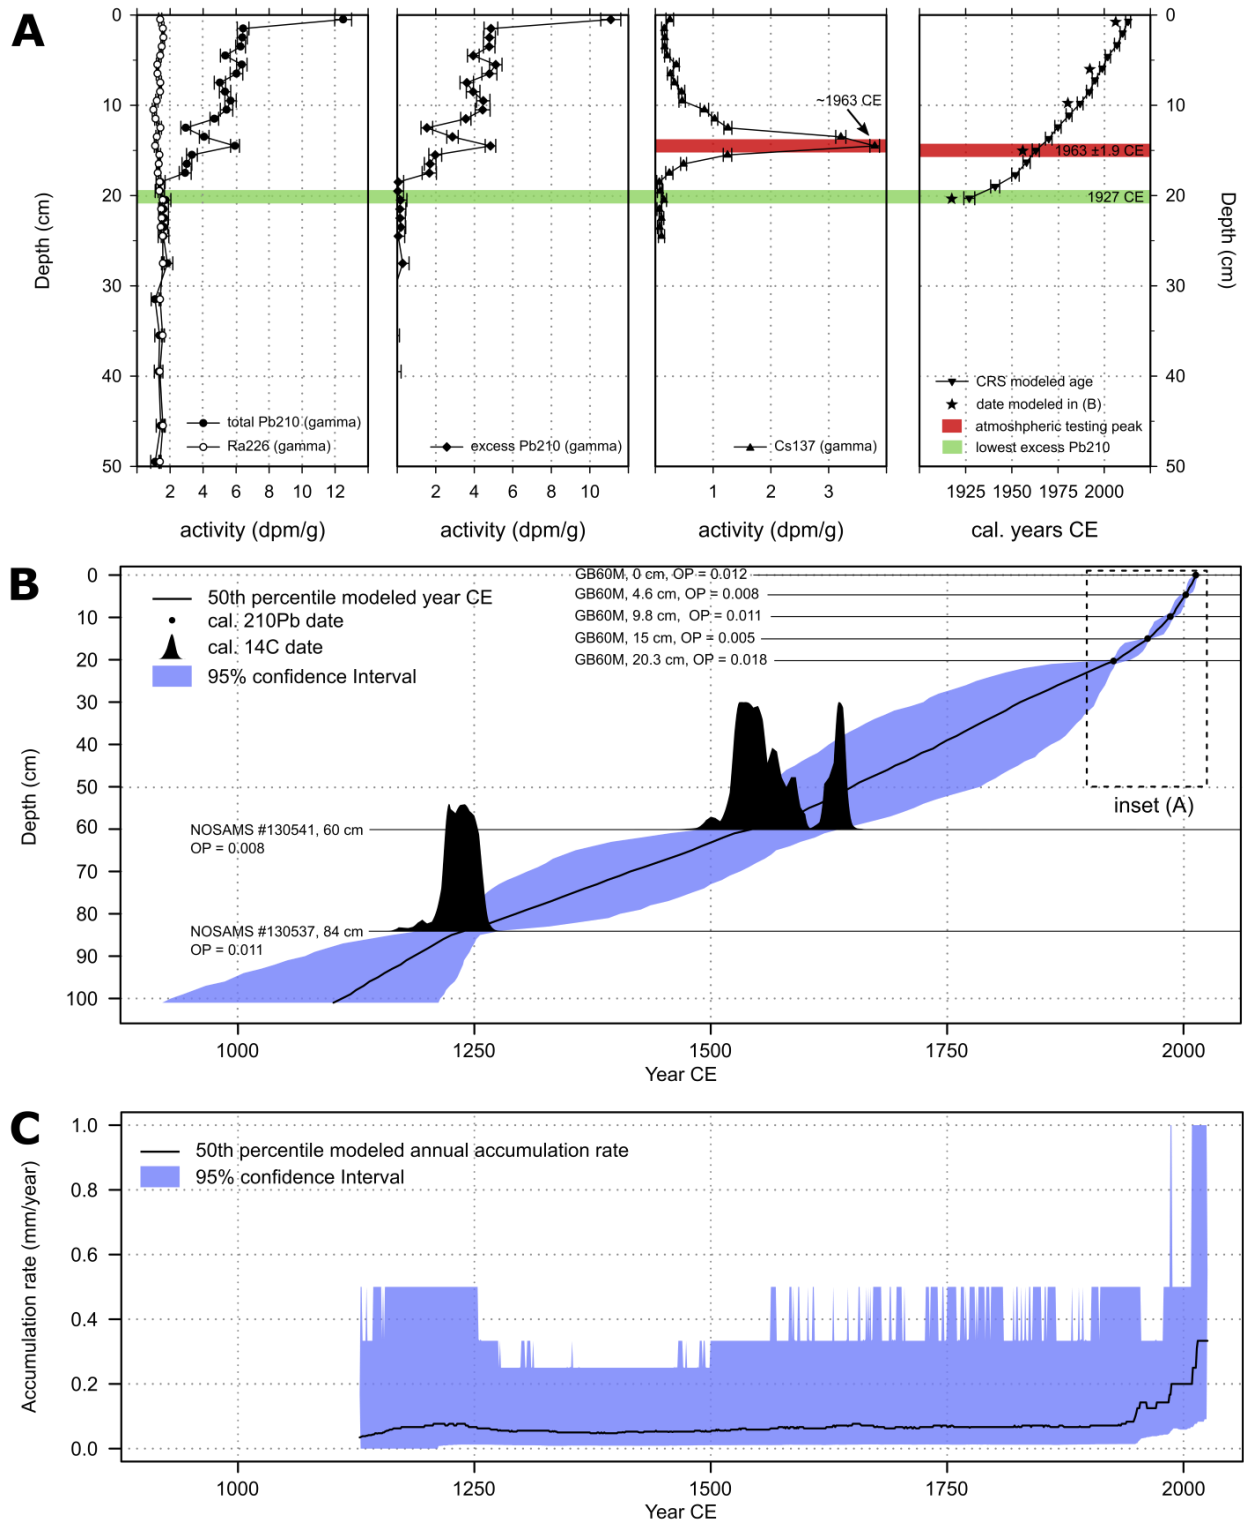 A
0
10
20
30
40
50
Depth (cm)
2 4 6 8 10 12
activity (dpm/g)
total Pb210 (gamma)
Ra226 (gamma)
2 4 6 8 10
activity (dpm/g)
excess Pb210 (gamma)
~1963 CE
1 2 3
activity (dpm/g)
Cs137 (gamma)
1963 ±1.9 CE
1927 CE
CRS modeled age
date modeled in (B)
atmoshpheric testing peak
lowest excess Pb210
1925 1950 1975 2000
cal. years CE
0
10
20
30
40
50
Depth (cm)
B
0
10
20
30
40
50
60
70
80
90
100
Depth (cm)
50th percentile modeled year CE
cal. 210Pb date
cal. 14C date
95% confidence Interval
GB60M, 0 cm, OP = 0.012
GB60M, 4.6 cm, OP = 0.008
GB60M, 9.8 cm, OP = 0.011
GB60M, 15 cm, OP = 0.005
GB60M, 20.3 cm, OP = 0.018
inset (A)
NOSAMS #130541, 60 cm
OP = 0.008
NOSAMS #130537, 84 cm
OP = 0.011
1000 1250 1500 1750 2000
Year CE
C
1.0
0.8
0.6
0.4
0.2
0.0
Accumulation rate (mm/year)
50th percentile modeled annual accumulation rate
95% confidence Interval
1000 1250 1500 1750 2000
Year CE